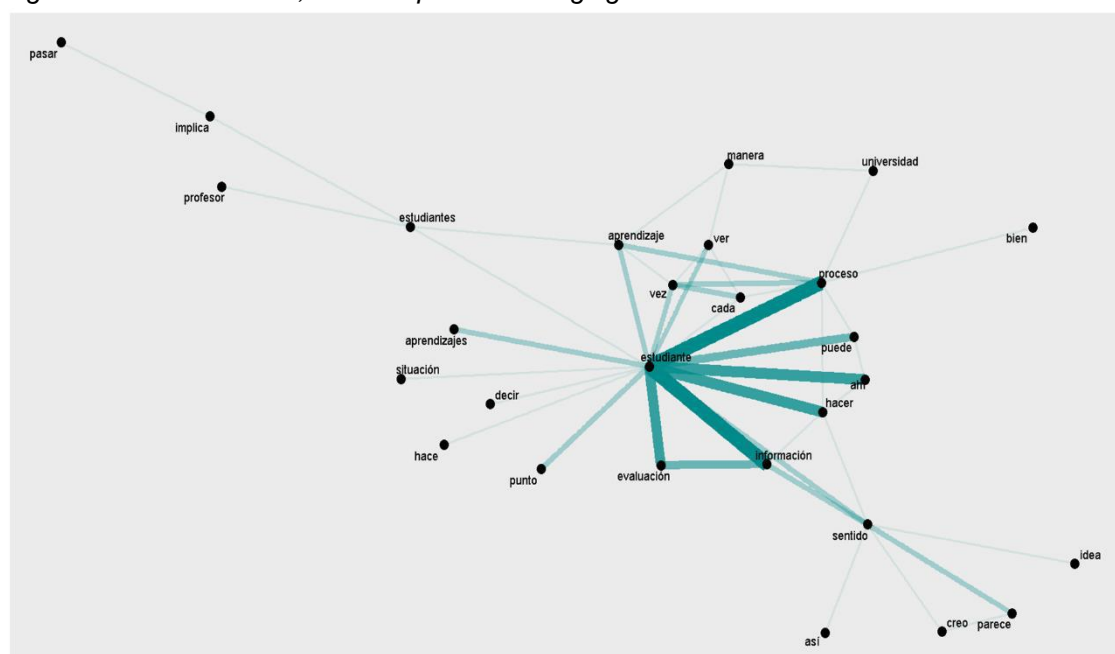 pasar
implica
manera
universidad
profesor
estudiantes
aprendizaje
ver
bien
proceso
vez
cada
aprendizajes
puede
estudiante
situación
ahí
decir
hacer
hace
información
punto
evaluación
sentido
idea
creo
parece
así